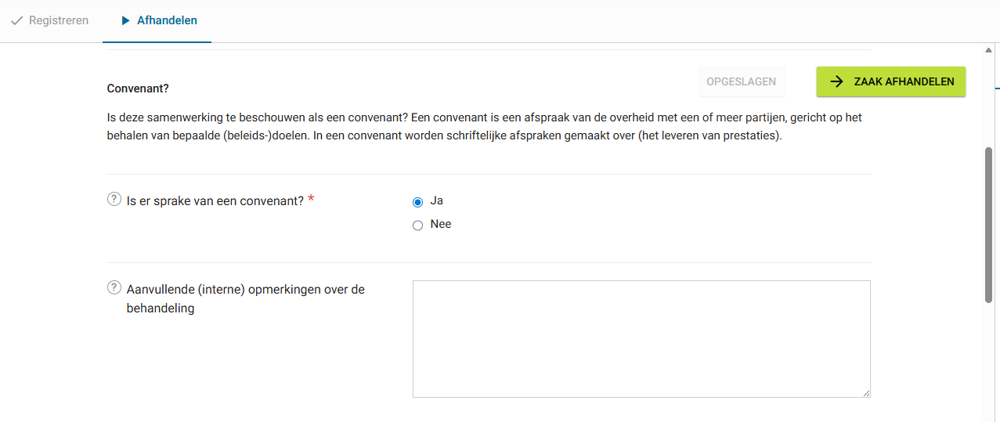 Registreren
Afhandelen
OPGESLAGEN
ZAAK AFHANDELEN
Convenant?
Is deze samenwerking te beschouwen als een convenant? Een convenant is een afspraak van de overheid met een of meer partijen, gericht op het
behalen van bepaalde (beleids-)doelen. In een convenant worden schriftelijke afspraken gemaakt over (het leveren van prestaties).
? Is er sprake van een convenant? *
Ja
Nee
? Aanvullende (interne) opmerkingen over de
behandeling